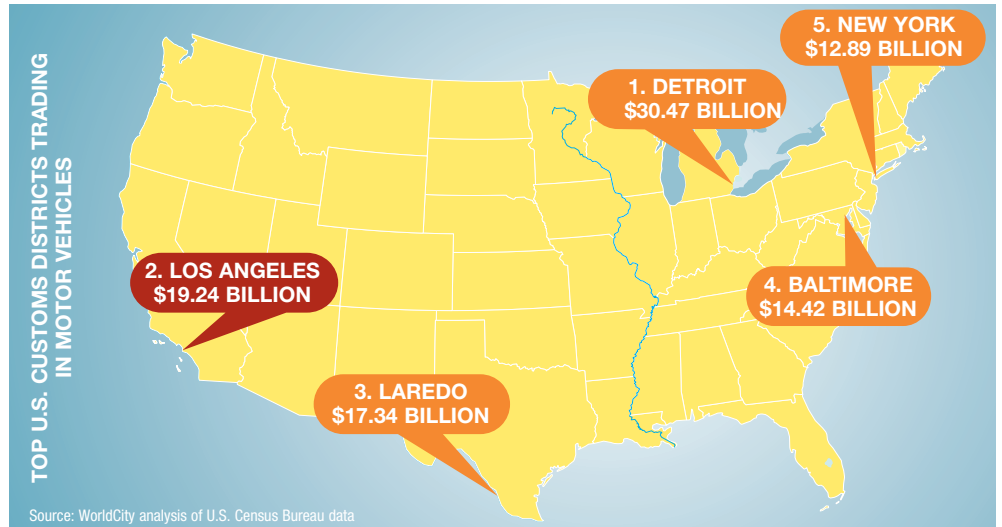 TOP U.S. CUSTOMS DISTRICTS TRADING
IN MOTOR VEHICLES
1. DETROIT
$30.47 BILLION
2. LOS ANGELES
$19.24 BILLION
3. LAREDO
$17.34 BILLION
4. BALTIMORE
$14.42 BILLION
5. NEW YORK
$12.89 BILLION
Source: WorldCity analysis of U.S. Census Bureau data